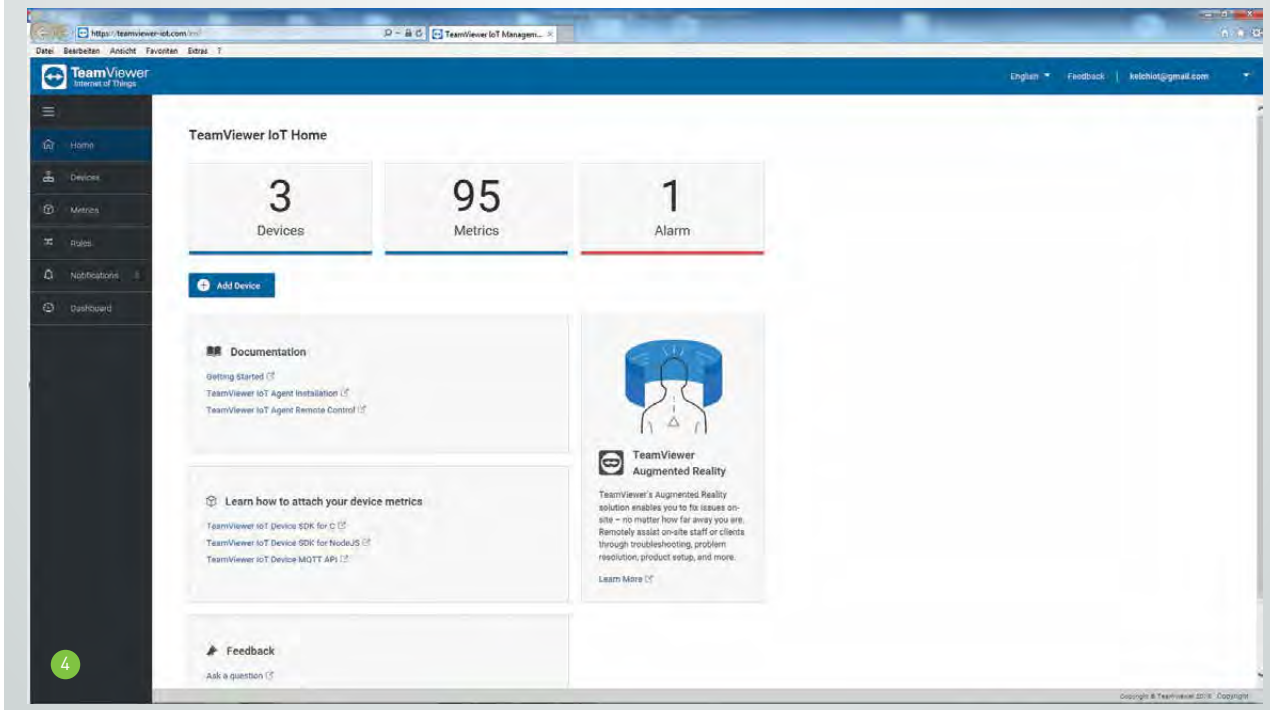 https://teamviewer-iot.com/en/
TeamViewer IoT Managem...
Datei Bearbeiten Ansicht Favoriten Extras ?
TeamViewer
Internet of Things
English
Feedback
kelchiot@gmail.com
Home
Devices
Metrics
Rules
Notifications
Dashboard
TeamViewer IoT Home
3
Devices
95
Metrics
1
Alarm
Add Device
Documentation
Getting Started
TeamViewer IoT Agent Installation
TeamViewer IoT Agent Remote Control
Learn how to attach your device metrics
TeamViewer IoT Device SDK for C
TeamViewer IoT Device SDK for NodeJS
TeamViewer IoT Device MQTT API
Feedback
Ask a question
TeamViewer
Augmented Reality
TeamViewer's Augmented Reality
solution enables you to fix issues on-
site – no matter how far away you are.
Remotely assist on-site staff or clients
through troubleshooting, problem
resolution, product setup, and more.
Learn More
4
Copyright © TeamViewer Copyright